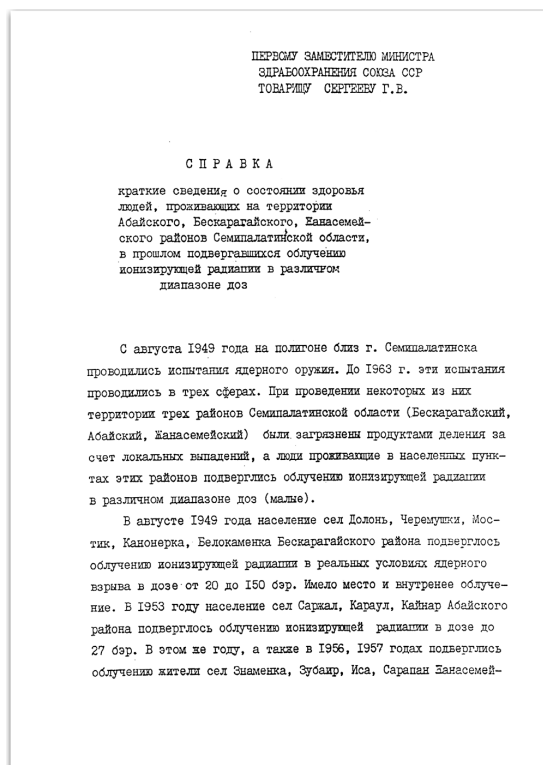 ПЕРВОМУ ЗАМЕСТИТЕЛЮ МИНИСТРА
ЗДРАВООХРАНЕНИЯ СОЮЗА ССР
ТОВАРИЩУ СЕРГЕЕВУ Г.В.
С П Р А В К А
краткие сведения о состоянии здоровья
людей, проживающих на территории
Абайского, Бескарагайского, Жанасемей-
ского районов Семипалатинской области,
в прошлом подвергавшихся облучению
ионизирующей радиации в различном
диапазоне доз
С августа 1949 года на полигоне близ г. Семипалатинска
проводились испытания ядерного оружия. До 1963 г. эти испытания
проводились в трех сферах. При проведении некоторых из них
территории трех районов Семипалатинской области (Бескарагайский,
Абайский, Жанасемейский) были загрязнены продуктами деления за
счет локальных выпадений, а люди проживающие в населенных пунк-
тах этих районов подверглись облучению ионизирующей радиации
в различном диапазоне доз (малые).
В августе 1949 года население сел Долонь, Черемушки, Мос-
тик, Канонерка, Белокаменка Бескарагайского района подверглось
облучению ионизирующей радиации в реальных условиях ядерного
взрыва в дозе от 20 до 150 бэр. Имело место и внутренее облуче-
ние. В 1953 году население сел Саржал, Караул, Кайнар Абайского
района подверглось облучению ионизирующей радиации в дозе до
27 бэр. В этом же году, а также в 1956, 1957 годах подверглись
облучению жители сел Знаменка, Зубаир, Иса, Сарапан Жанасемей-